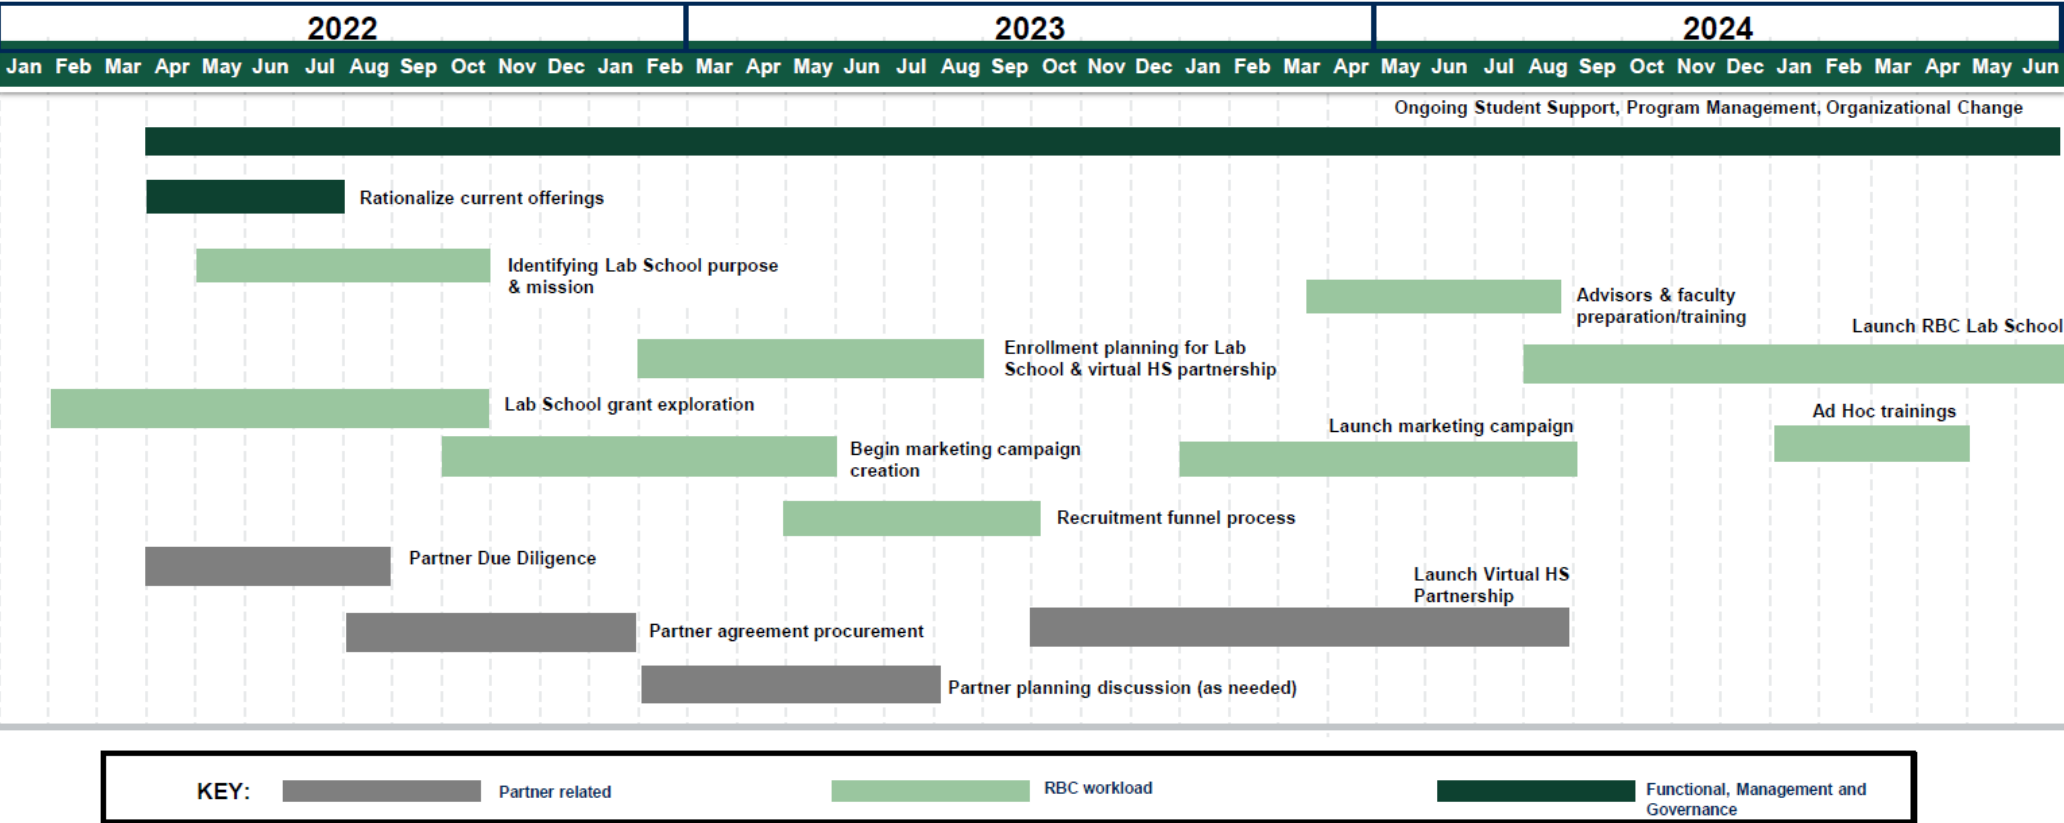 2022 2023 2024
Jan Feb Mar Apr May Jun Jul Aug Sep Oct Nov Dec Jan Feb Mar Apr May Jun Jul Aug Sep Oct Nov Dec Jan Feb Mar Apr May Jun Jul Aug Sep Oct Nov Dec Jan Feb Mar Apr May Jun
Ongoing Student Support, Program Management, Organizational Change
Rationalize current offerings
Identifying Lab School purpose
& mission
Advisors & faculty
preparation/training
Launch RBC Lab School
Enrollment planning for Lab
School & virtual HS partnership
Lab School grant exploration
Ad Hoc trainings
Launch marketing campaign
Begin marketing campaign
creation
Recruitment funnel process
Partner Due Diligence
Launch Virtual HS
Partnership
Partner agreement procurement
Partner planning discussion (as needed)
KEY:
Partner related
RBC workload
Functional, Management and
Governance